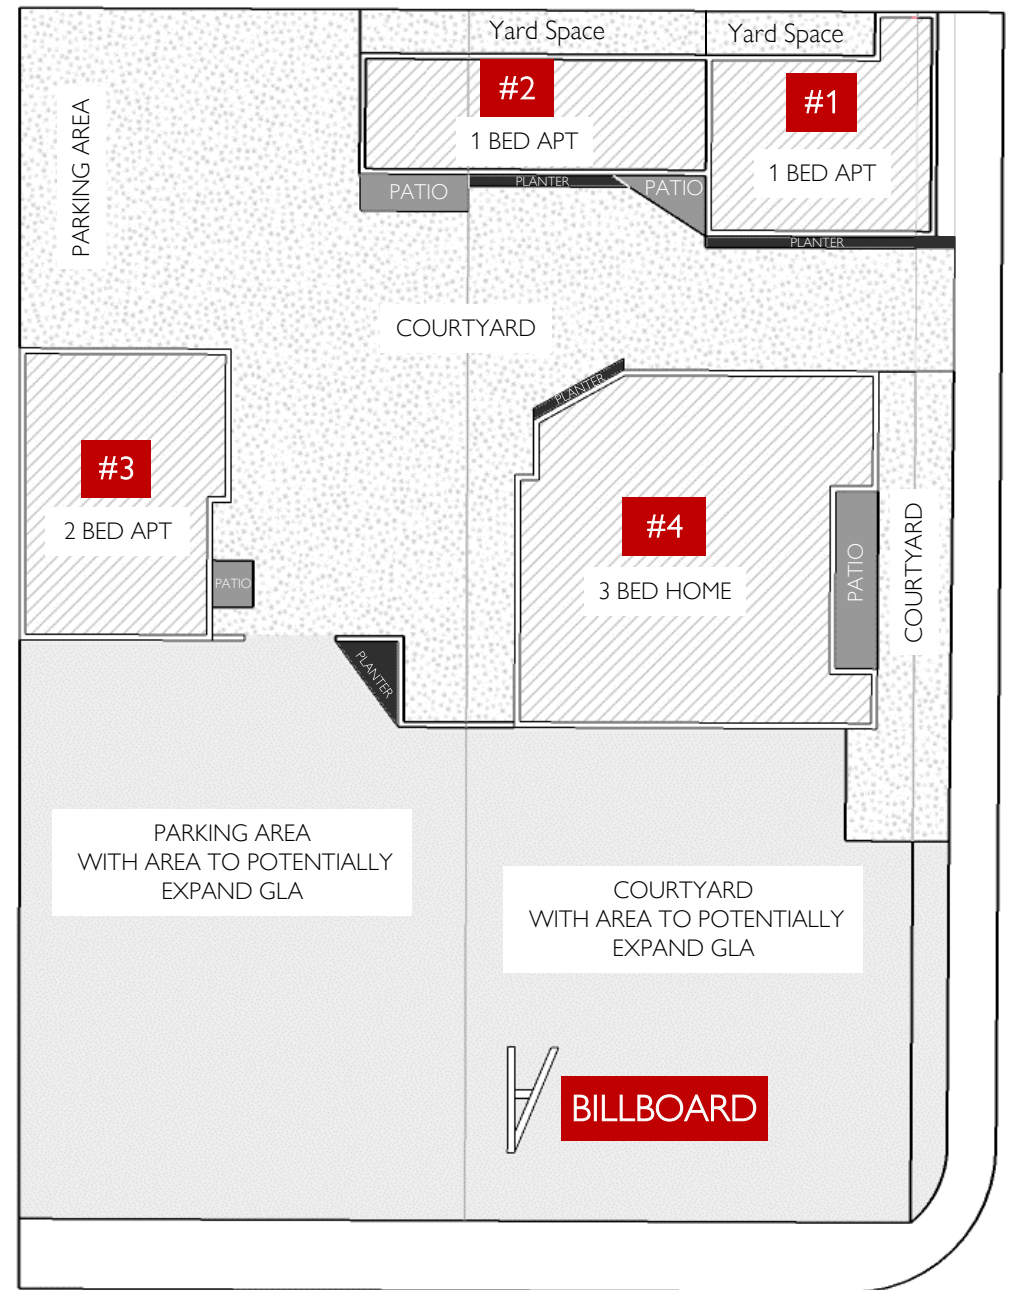 Yard Space
Yard Space
#2
#1
1 BED APT
1 BED APT
PARKING AREA
PATIO
PLANTER
PATIO
PLANTER
COURTYARD
PLANTER
#3
2 BED APT
#4
3 BED HOME
PATIO
COURTYARD
PATIO
PLANTER
PARKING AREA
WITH AREA TO POTENTIALLY
EXPAND GLA
COURTYARD
WITH AREA TO POTENTIALLY
EXPAND GLA
BILLBOARD